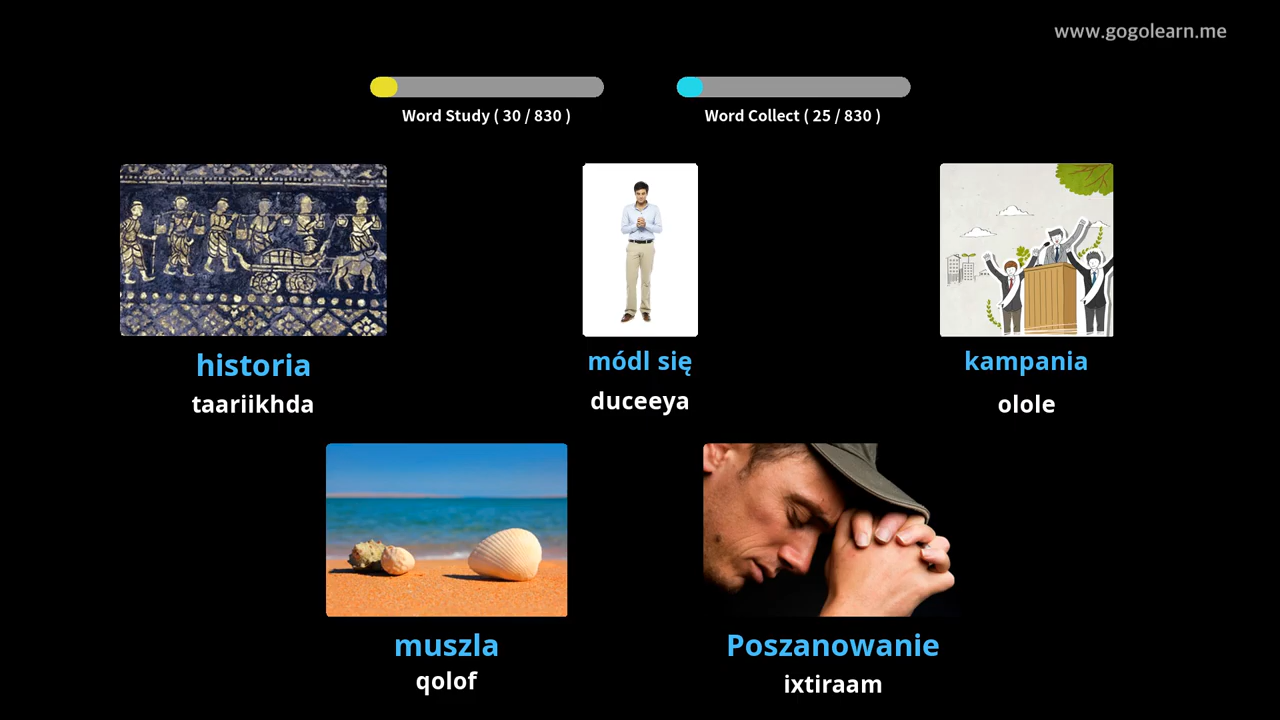 www.gogolearn.me
Word Study ( 30 / 830 )
Word Collect ( 25 / 830 )
historia
taariikhda
módl się
duceeya
kampania
olole
muszla
qolof
Poszanowanie
ixtiraam